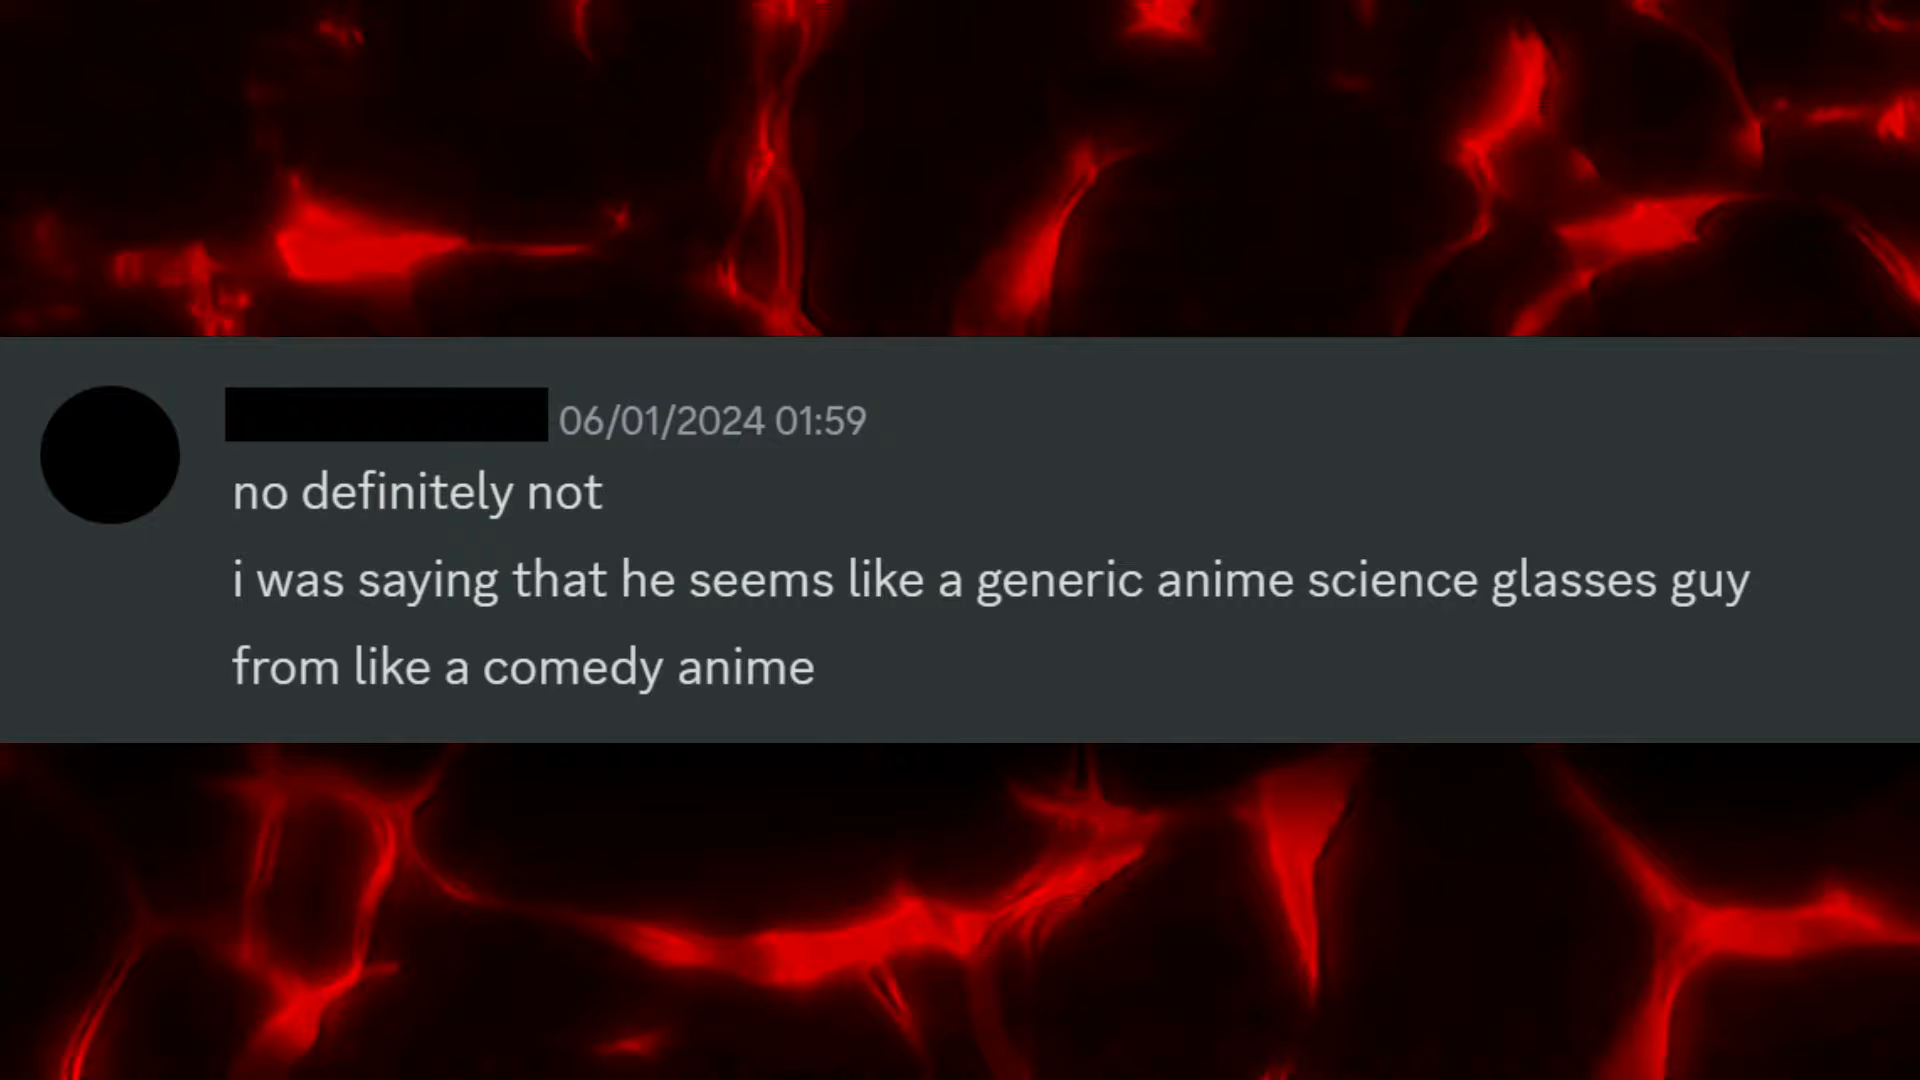 06/01/2024 01:59
no definitely not
i was saying that he seems like a generic anime science glasses guy
from like a comedy anime